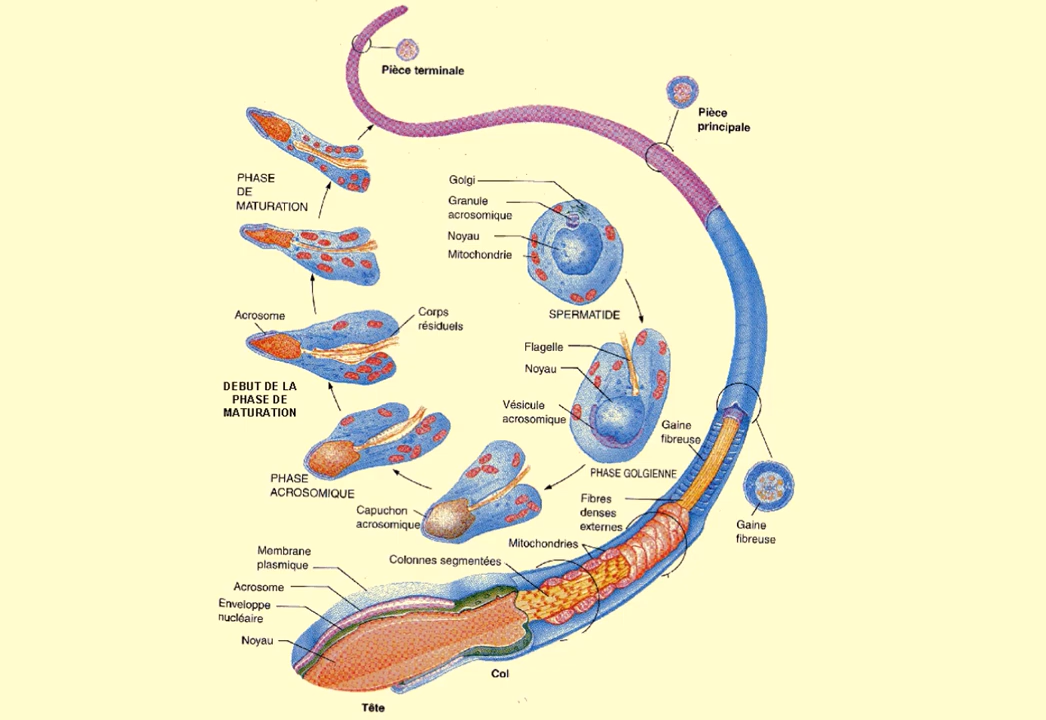 Pièce terminale
Pièce
principale
PHASE
DE
MATURATION
Golgi
Granule
acrosomique
Noyau
Mitochondrie
SPERMATIDE
Acrosome
Corps
résiduels
Flagelle
Noyau
Vésicule
acrosomique
DEBUT DE LA
PHASE DE
MATURATION
Gaine
fibreuse
PHASE GOLGIENNE
PHASE
ACROSOMIQUE
Capuchon
acrosomique
Fibres
denses
externes
Gaine
fibreuse
Mitochondries
Colonnes segmentées
Membrane
plasmique
Acrosome
Enveloppe
nucléaire
Noyau
Col
Tête